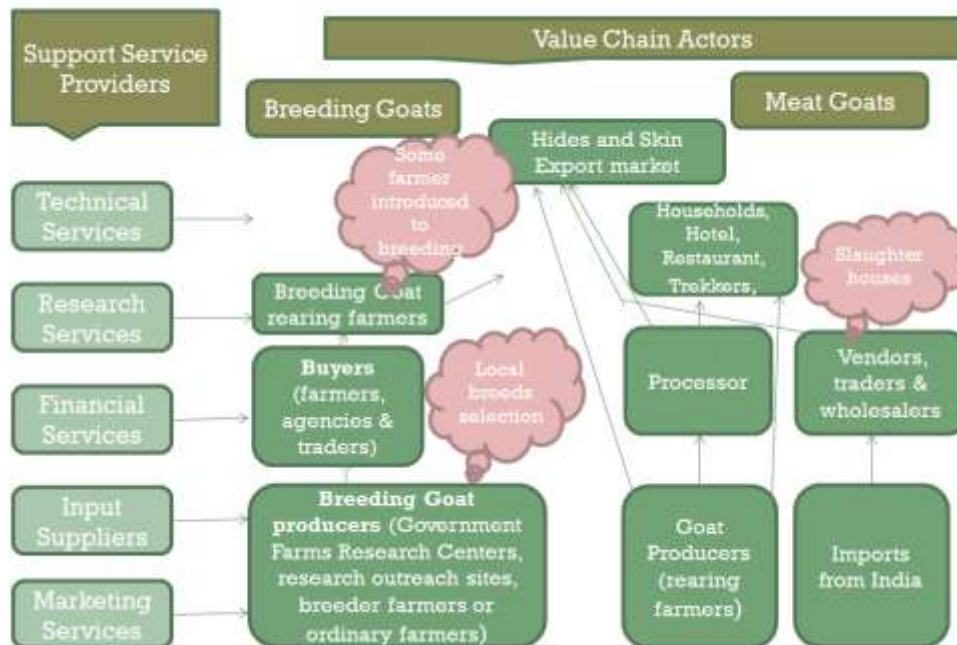 Support Service
Providers
Value Chain Actors
Breeding Goats
Meat Goats
Hides and Skin
Export market
Some
farmer
introduced
to
breeding
Technical
Services
Households,
Hotel,
Restaurant,
Trekkers,
Slaughter
houses
Research
Services
Breeding Goat
rearing farmers
Buyers
(farmers,
agencies &
traders)
Local
breeds
selection
Processor
Vendors,
traders &
wholesalers
Financial
Services
Input
Suppliers
Breeding Goat
producers (Government
Farms Research Centers,
research outreach sites,
breeder farmers or
ordinary farmers)
Goat
Producers
(rearing
farmers)
Imports
from India
Marketing
Services